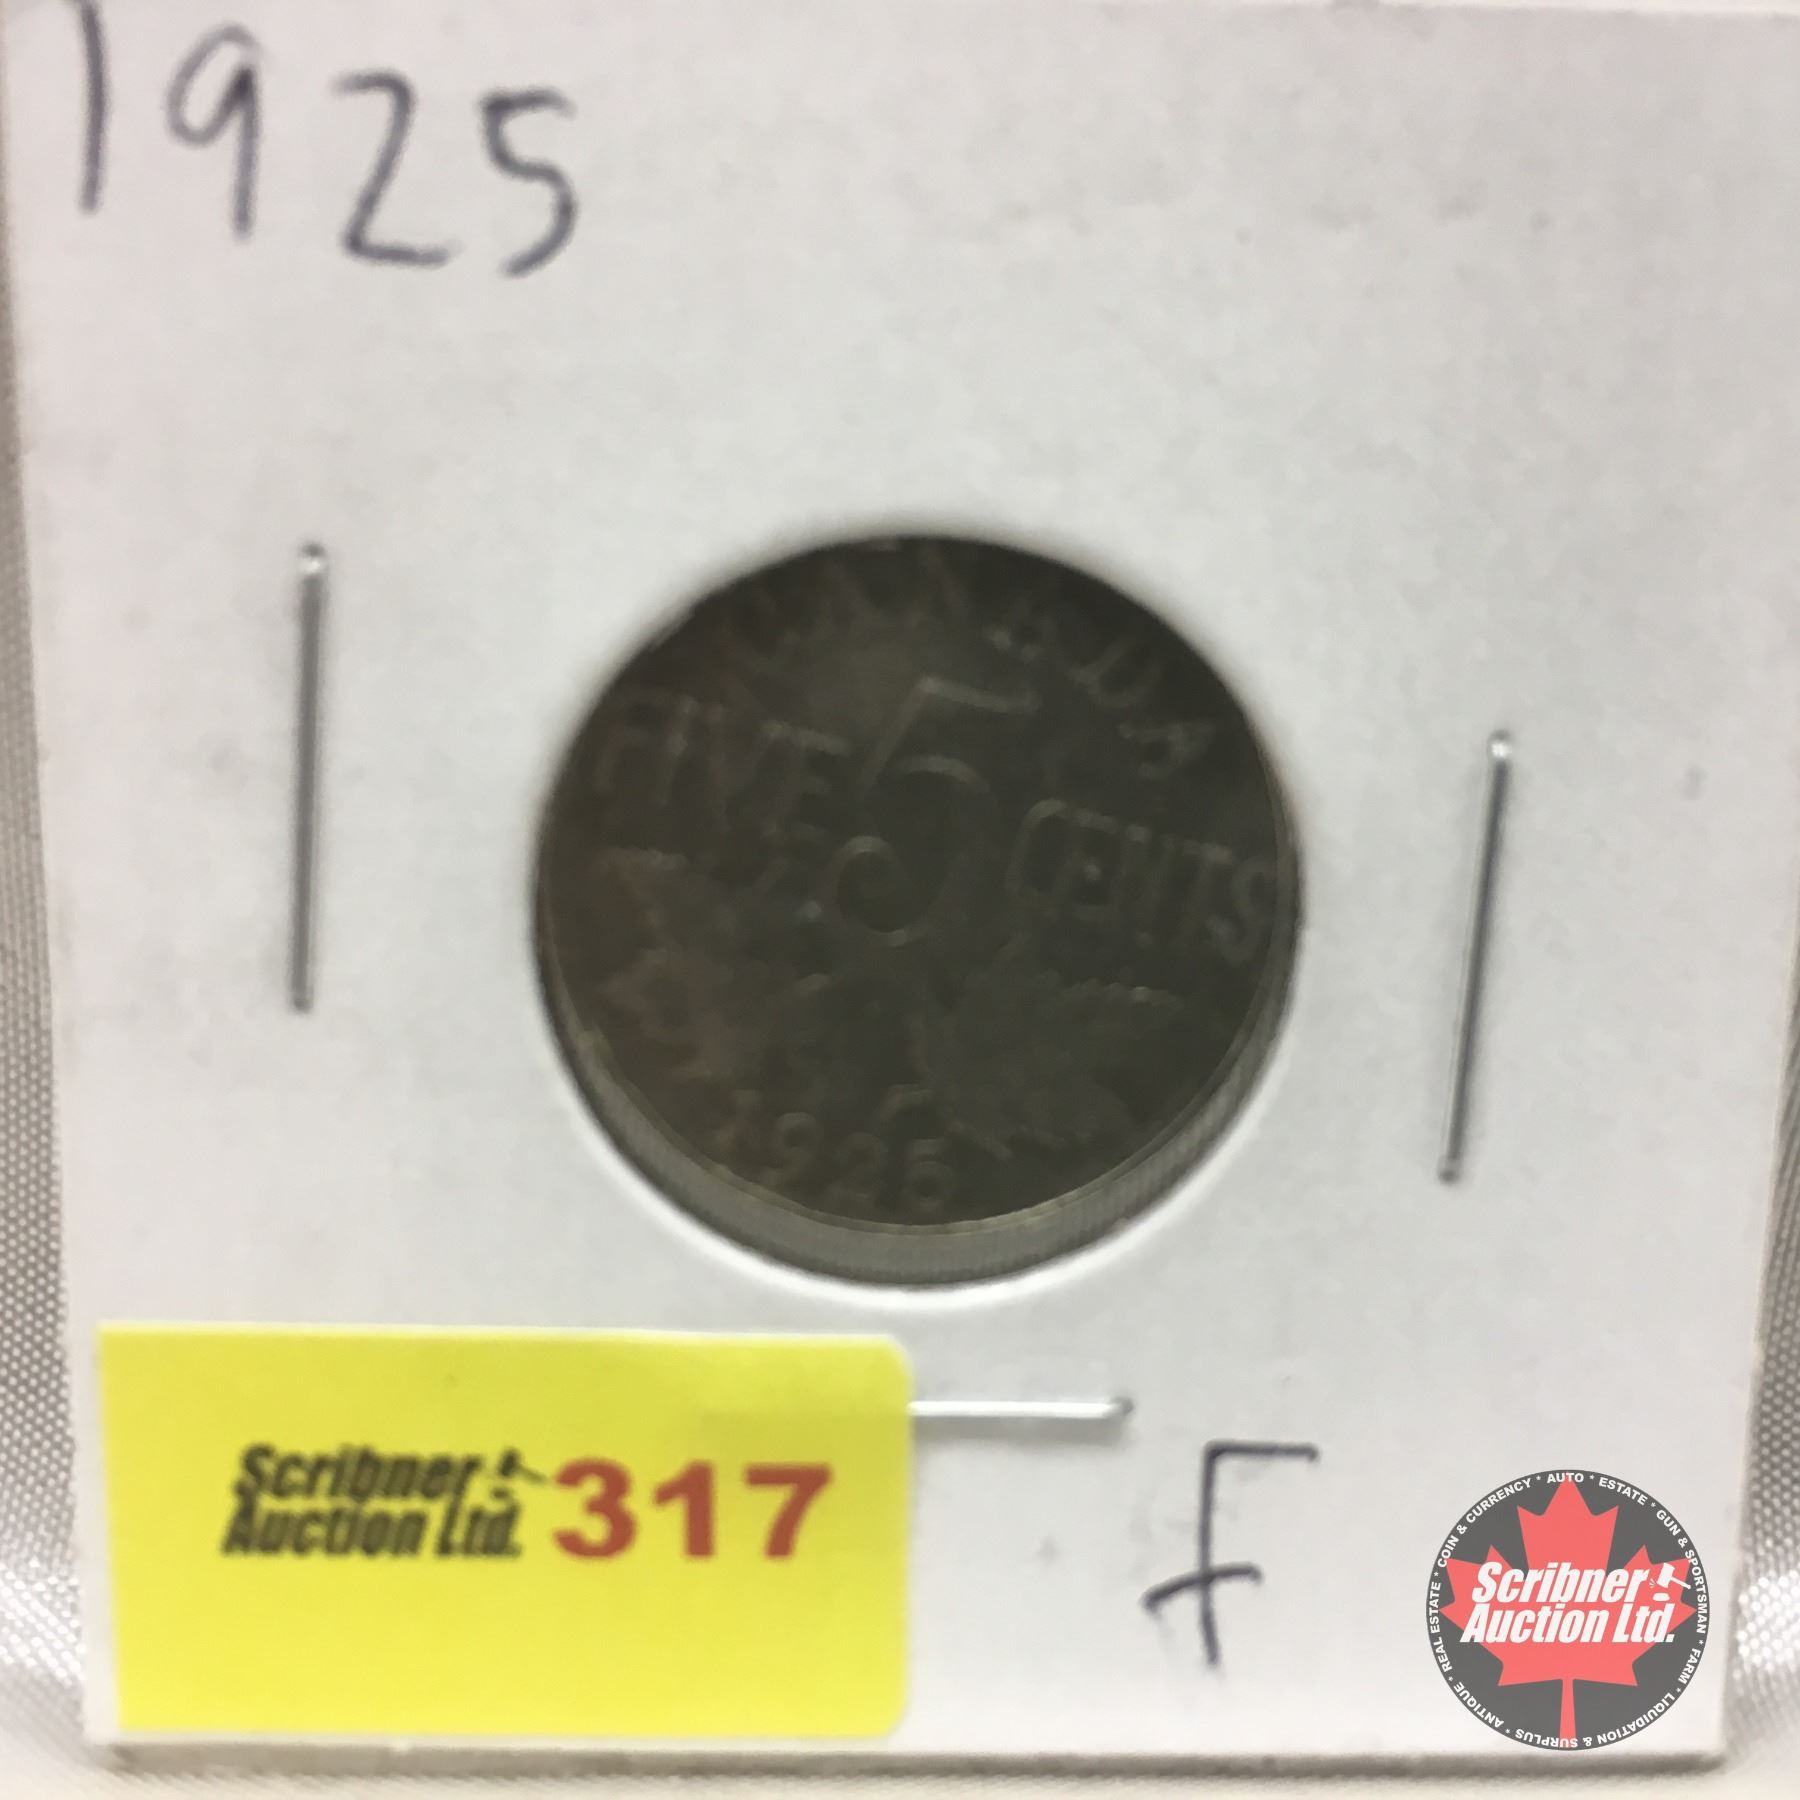 1925
CANADA
FIVE 5 CENTS
1925
Scribner
Auction Ltd. 317
F
COIN & CURRENCY * AUTO * ESTATE * GUN & SPORTSMAN * FARM * LIQUIDATION & SURPLUS * ANTIQUE * REAL ESTATE *
Scribner
Auction Ltd.